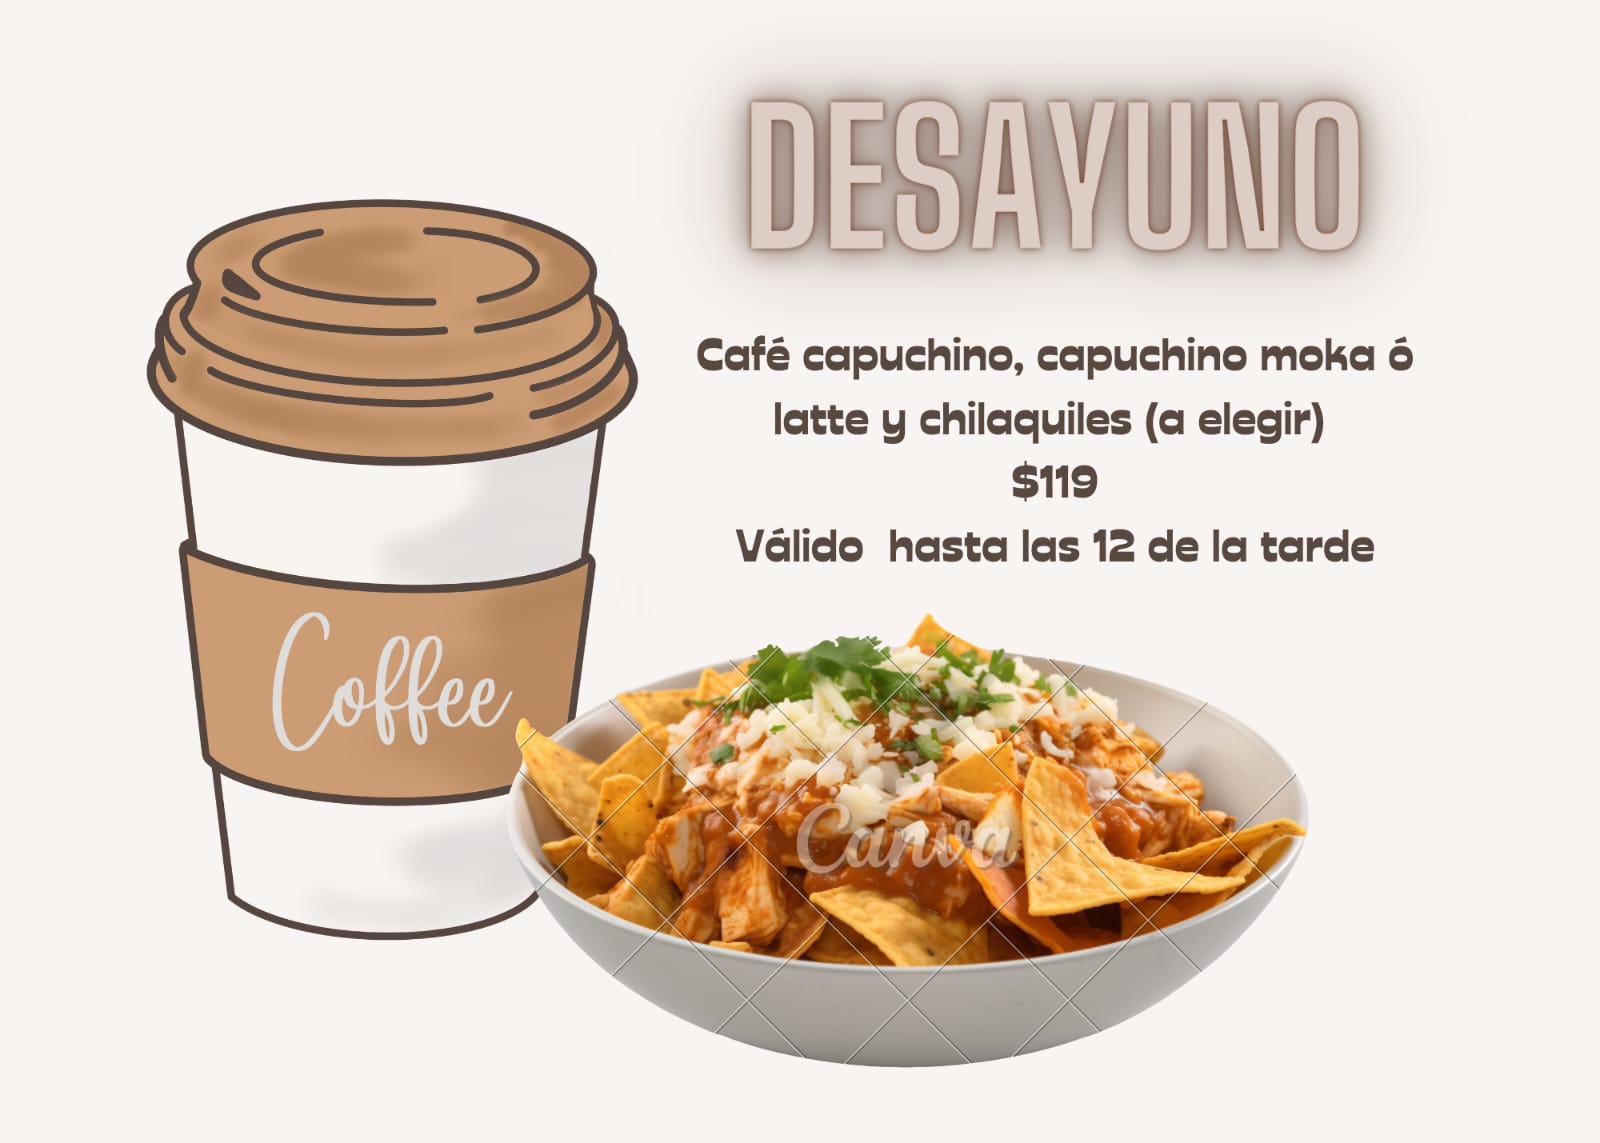 DESAYUNO
Café capuchino, capuchino moka ó
latte y chilaquiles (a elegir)
$119
Válido  hasta las 12 de la tarde
Coffee
Canva